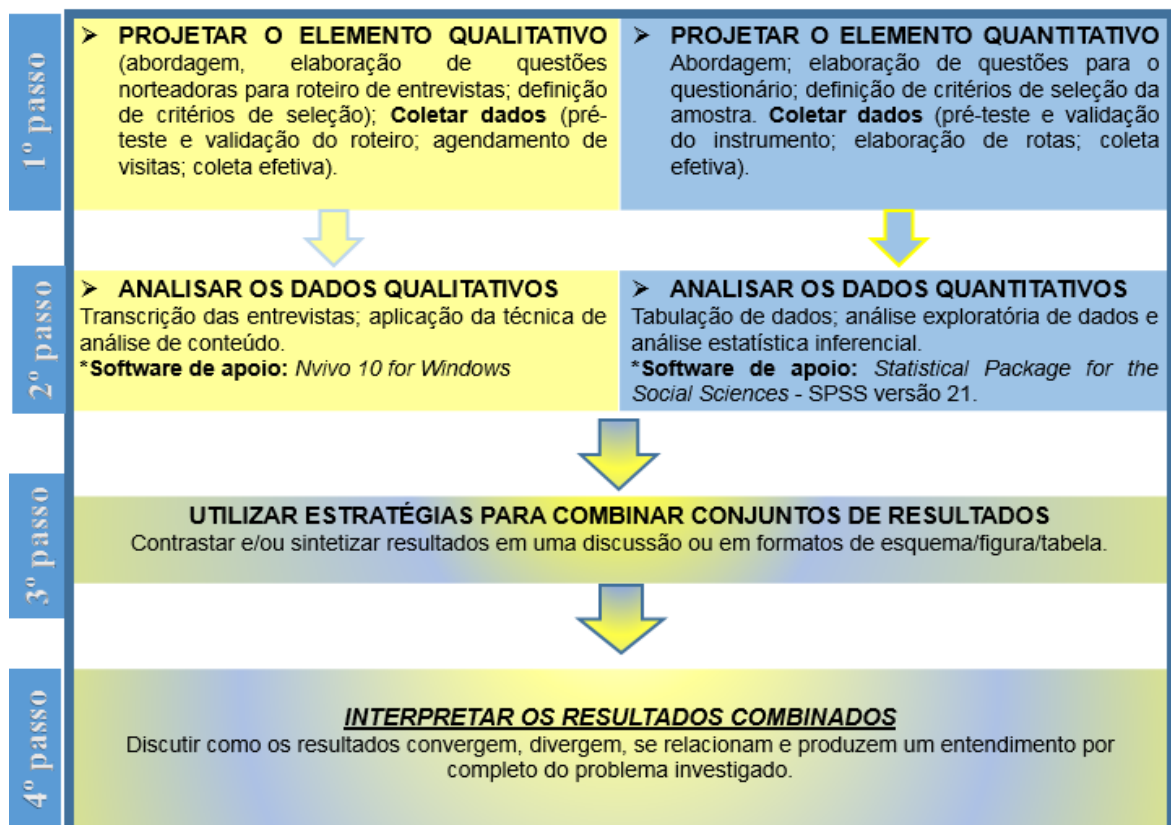 1º passo
➢ PROJETAR O ELEMENTO QUALITATIVO
(abordagem, elaboração de questões
norteadoras para roteiro de entrevistas; definição
de critérios de seleção); Coletar dados (pré-
teste e validação do roteiro; agendamento de
visitas; coleta efetiva).
➢ PROJETAR O ELEMENTO QUANTITATIVO
Abordagem; elaboração de questões para o
questionário; definição de critérios de seleção da
amostra. Coletar dados (pré-teste e validação
do instrumento; elaboração de rotas; coleta
efetiva).
2º passo
➢ ANALISAR OS DADOS QUALITATIVOS
Transcrição das entrevistas; aplicação da técnica de
análise de conteúdo.
*Software de apoio: Nvivo 10 for Windows
➢ ANALISAR OS DADOS QUANTITATIVOS
Tabulação de dados; análise exploratória de dados e
análise estatística inferencial.
*Software de apoio: Statistical Package for the
Social Sciences - SPSS versão 21.
3º passo
UTILIZAR ESTRATÉGIAS PARA COMBINAR CONJUNTOS DE RESULTADOS
Contrastar e/ou sintetizar resultados em uma discussão ou em formatos de esquema/figura/tabela.
4º passo
INTERPRETAR OS RESULTADOS COMBINADOS
Discutir como os resultados convergem, divergem, se relacionam e produzem um entendimento por
completo do problema investigado.